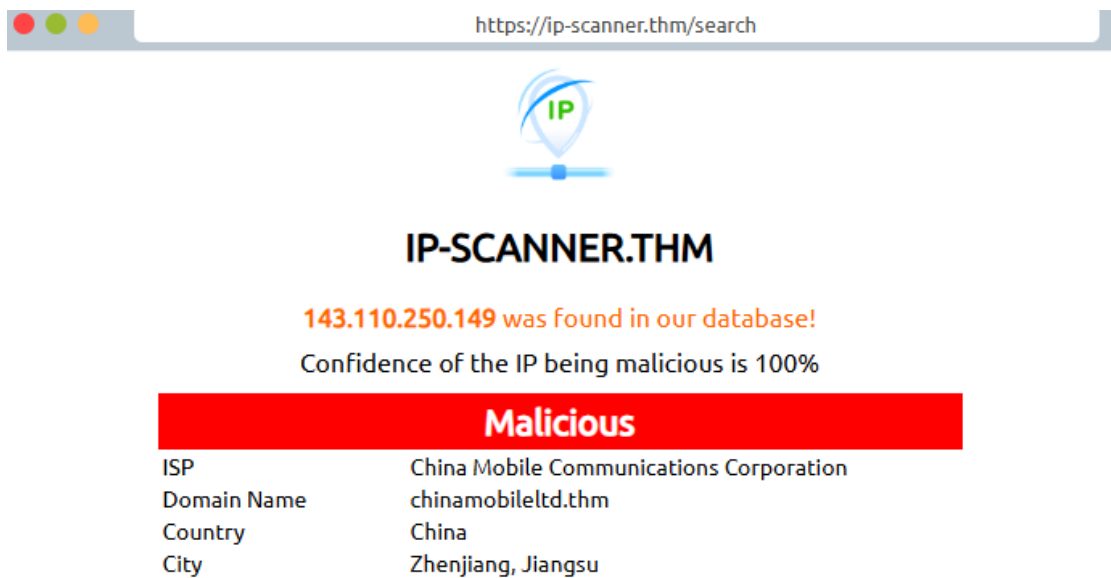 https://ip-scanner.thm/search
IP
IP-SCANNER.THM
143.110.250.149 was found in our database!
Confidence of the IP being malicious is 100%
Malicious
ISP China Mobile Communications Corporation
Domain Name chinamobileltd.thm
Country China
City Zhenjiang, Jiangsu